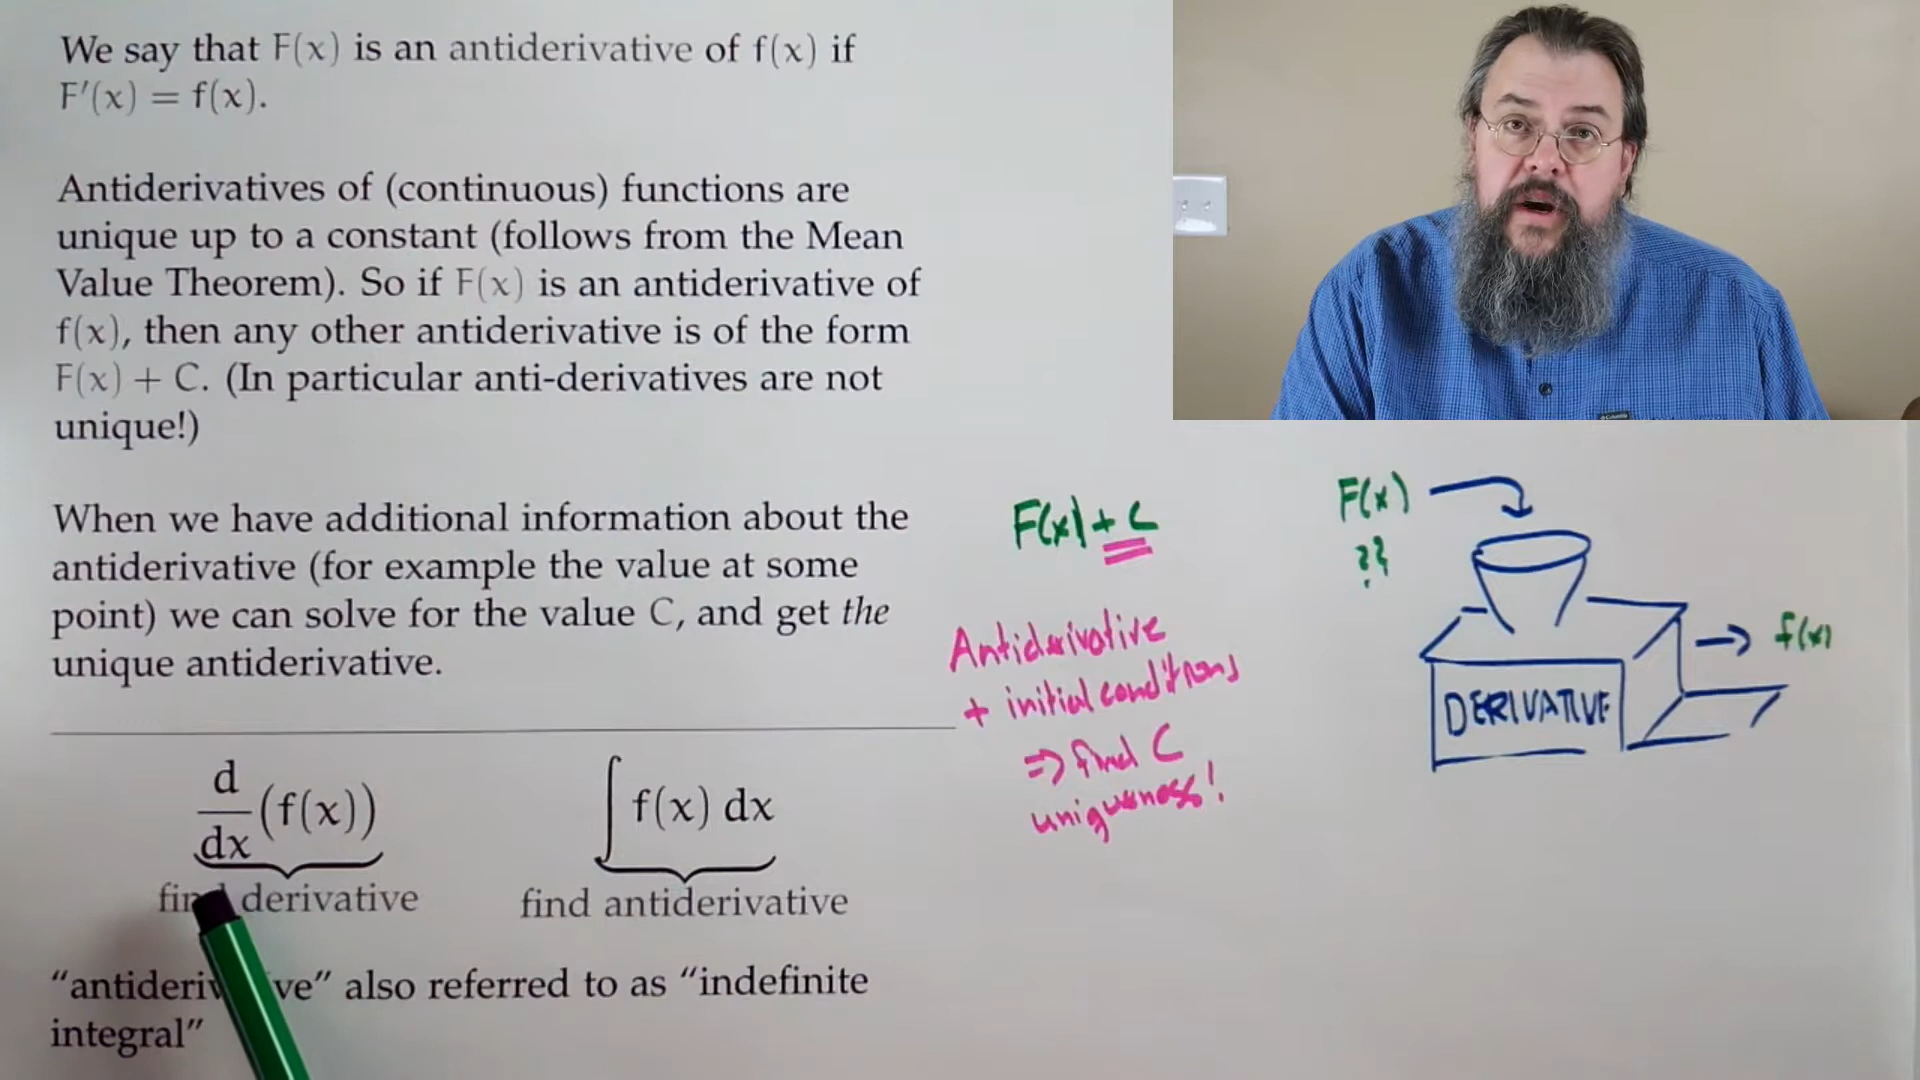 We say that F(x) is an antiderivative of f(x) if
F′(x) = f(x).
Antiderivatives of (continuous) functions are
unique up to a constant (follows from the Mean
Value Theorem). So if F(x) is an antiderivative of
f(x), then any other antiderivative is of the form
F(x) + C. (In particular anti-derivatives are not
unique!)
When we have additional information about the
antiderivative (for example the value at some
point) we can solve for the value C, and get the
unique antiderivative.
d/dx (f(x))
find derivative
∫ f(x) dx
find antiderivative
also referred to as “indefinite
integral”
F(x) + C
Antiderivative
+ initial conditions
⇒ find C
uniqueness!
F(x) →
??
DERIVATIVE
→ f(x)